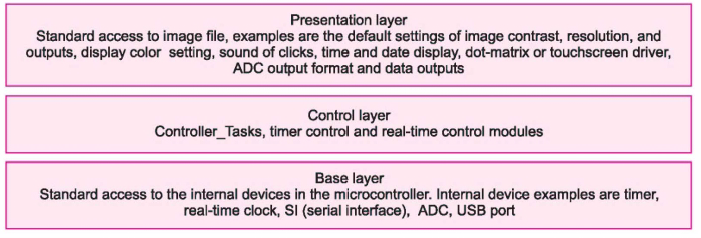 Presentation layer
Standard access to image file, examples are the default settings of image contrast, resolution, and
outputs, display color setting, sound of clicks, time and date display, dot-matrix or touchscreen driver,
ADC output format and data outputs
Control layer
Controller_Tasks, timer control and real-time control modules
Base layer
Standard access to the internal devices in the microcontroller. Internal device examples are timer,
real-time clock, SI (serial interface), ADC, USB port